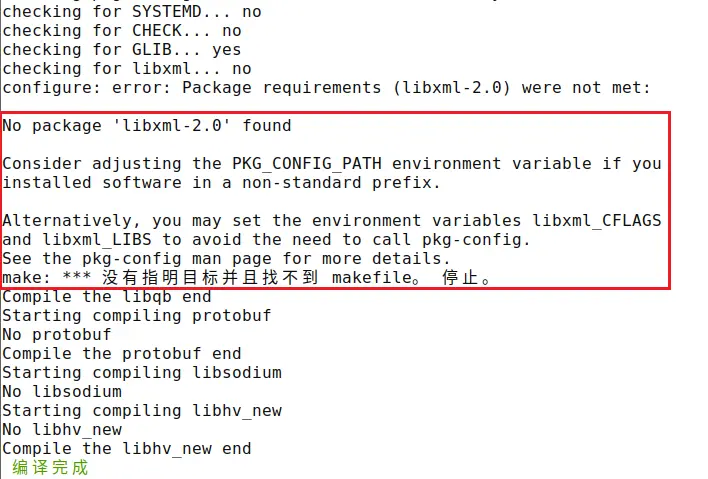 checking for SYSTEMD... no
checking for CHECK... no
checking for GLIB... yes
checking for libxml... no
configure: error: Package requirements (libxml-2.0) were not met:
No package 'libxml-2.0' found
Consider adjusting the PKG_CONFIG_PATH environment variable if you
installed software in a non-standard prefix.
Alternatively, you may set the environment variables libxml_CFLAGS
and libxml_LIBS to avoid the need to call pkg-config.
See the pkg-config man page for more details.
make: *** 没有指明目标并且找不到 makefile。 停止。
Compile the libqb end
Starting compiling protobuf
No protobuf
Compile the protobuf end
Starting compiling libsodium
No libsodium
Starting compiling libhv_new
No libhv_new
Compile the libhv_new end
编译完成